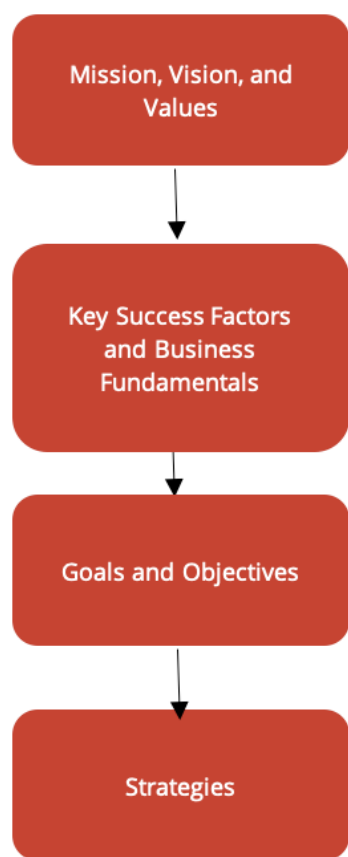 Mission, Vision, and
Values
Key Success Factors
and Business
Fundamentals
Goals and Objectives
Strategies